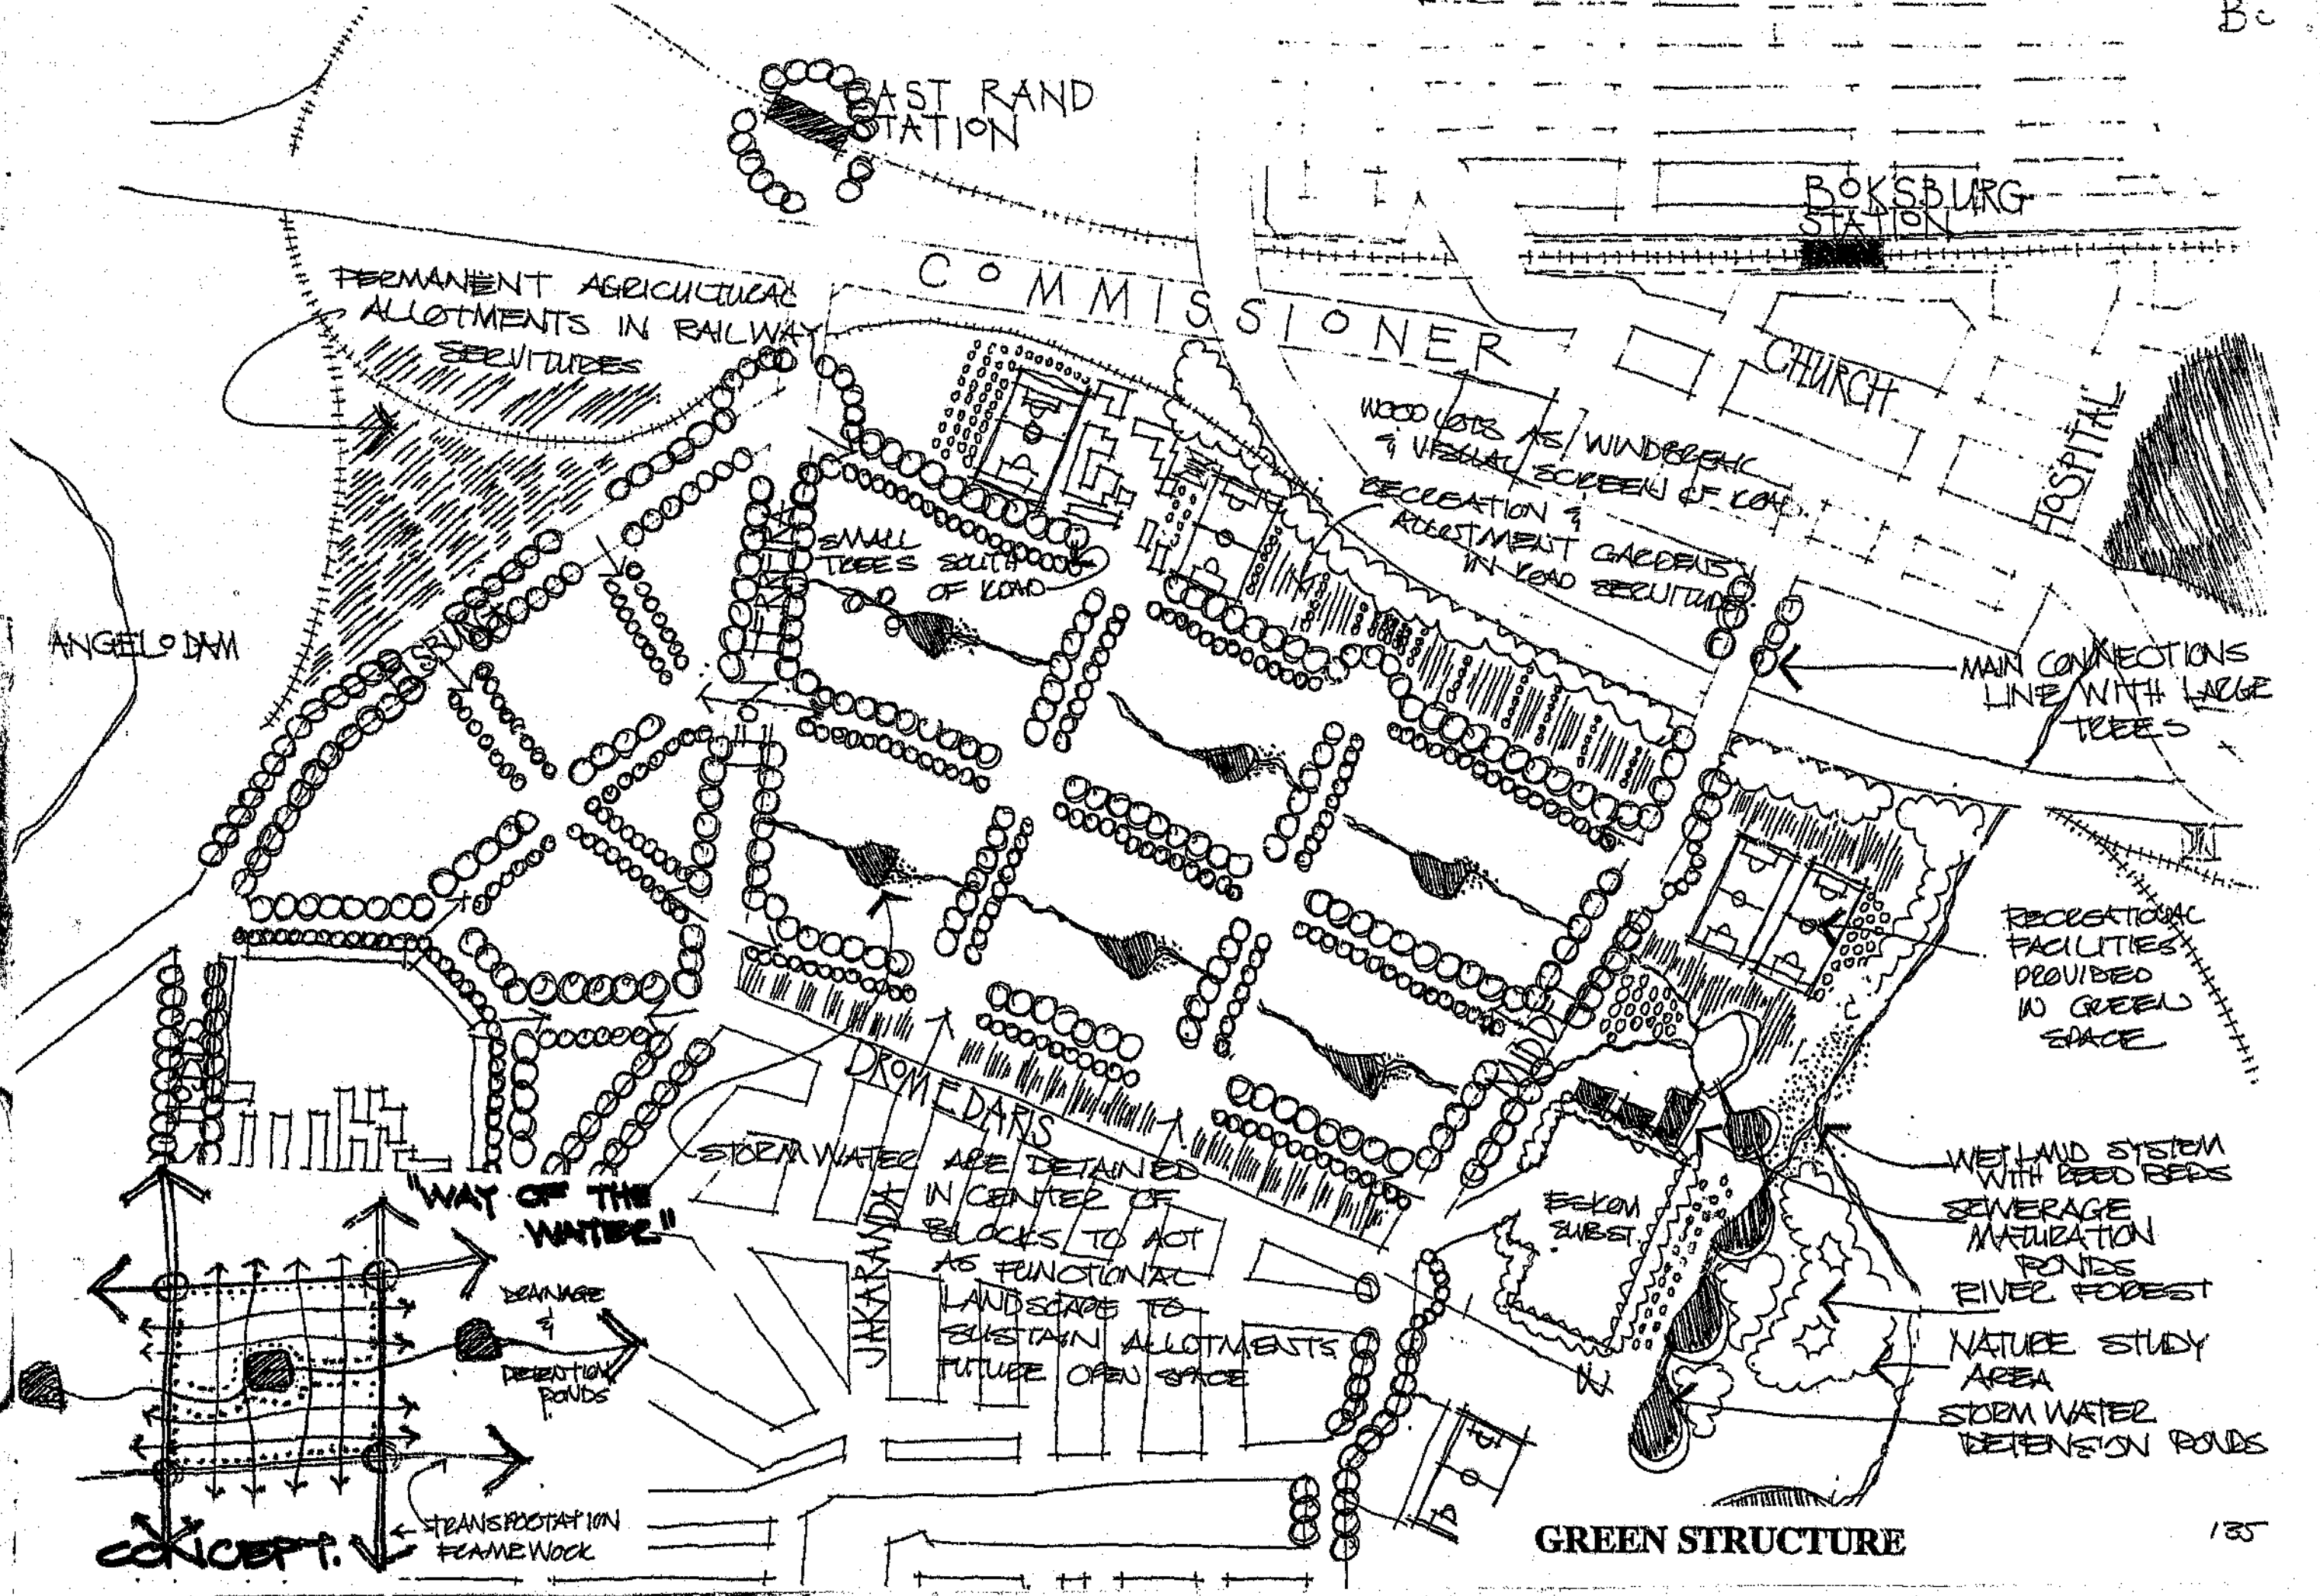 EAST RAND
STATION
BOKSBURG
STATION
COMMISSIONER
CHURCH
HOSPITAL
PERMANENT AGRICULTURAL
ALLOTMENTS IN RAILWAY
SERVITUDES
WOOD LOTS AS WINDBREAK
& VISUAL SCREEN OF ROAD
RECREATION &
ALLOTMENT GARDENS
IN ROAD SERVITUDE
SMALL
TREES SOUTH
OF ROAD
ANGELO DAM
MAIN CONNECTIONS
LINE WITH LARGE
TREES
RECREATIONAL
FACILITIES
PROVIDED
IN GREEN
SPACE
DROMEDARIS
JAKARANDA
STORM WATER ARE DETAINED
IN CENTER OF
BLOCKS TO ACT
AS FUNCTIONAL
LANDSCAPE TO
SUSTAIN ALLOTMENTS
FUTURE OPEN SPACE
ESKOM
SUBST.
WETLAND SYSTEM
WITH REED BEDS
SEWERAGE
MATURATION
PONDS
RIVER FOREST
NATURE STUDY
AREA
STORM WATER
DETENSION PONDS
"WAY OF THE
WATER"
DRAINAGE
&
DETENTION
PONDS
TRANSPORTATION
FRAMEWORK
CONCEPT.
GREEN STRUCTURE
135